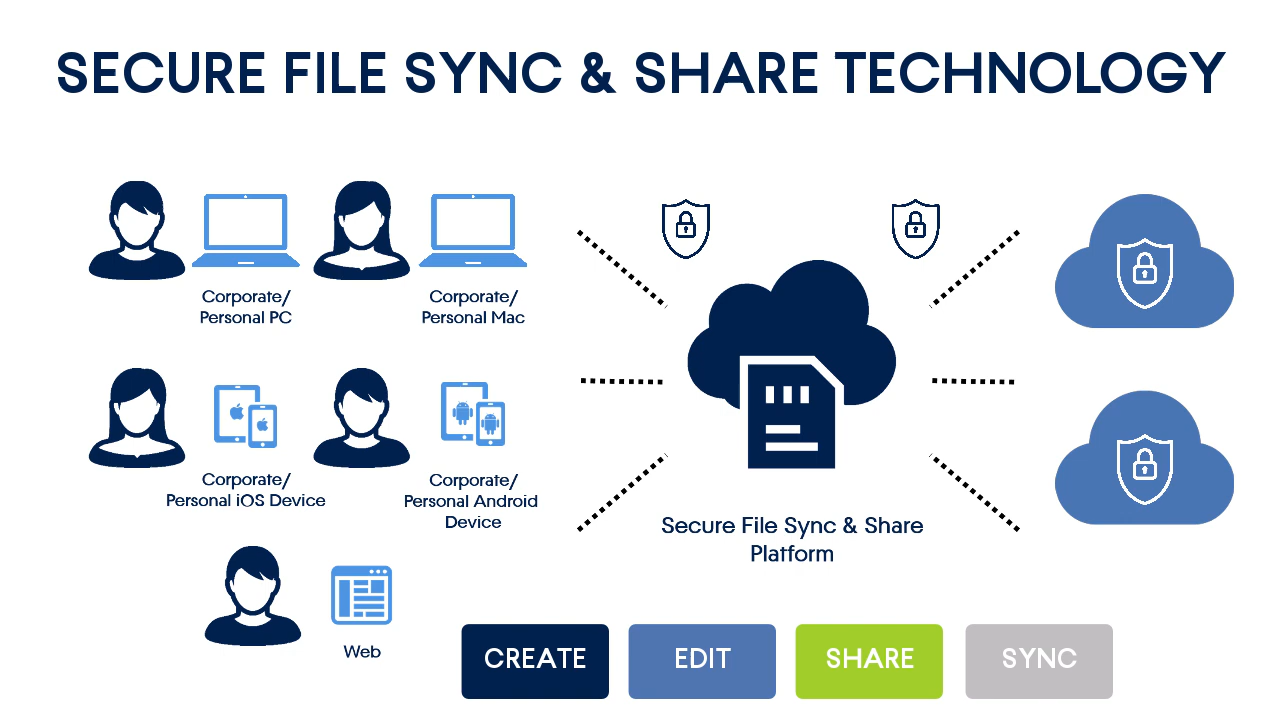 SECURE FILE SYNC & SHARE TECHNOLOGY
Corporate/
Personal PC
Corporate/
Personal Mac
Corporate/
Personal iOS Device
Corporate/
Personal Android
Device
Web
Secure File Sync & Share
Platform
CREATE
EDIT
SHARE
SYNC